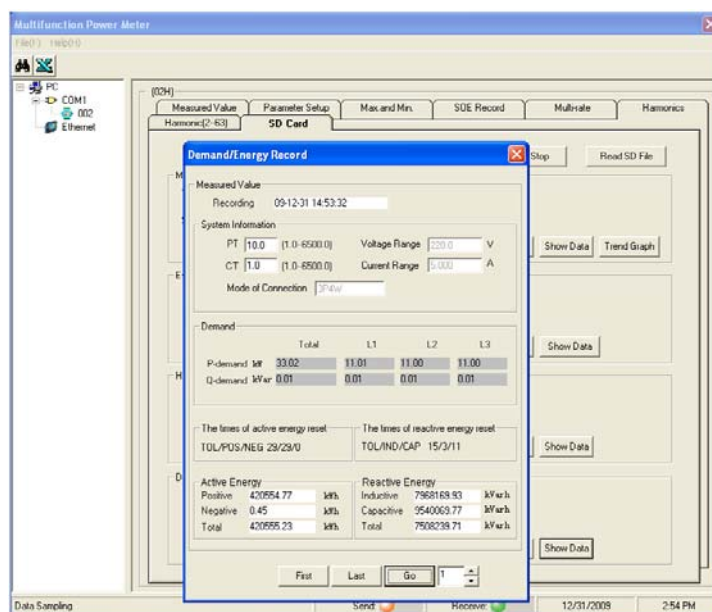 Multifunction Power Meter
File(F) Help(H)
PC
COM1
002
Ethernet
(02H)
Measured Value Parameter Setup Max.and Min. SOE Record Multi-rate Harmonics
Harmonic(2-63) SD Card
Demand/Energy Record
Stop Read SD File
Measured Value
Recording 09-12-31 14:53:32
System Information
PT 10.0 (1.0-6500.0) Voltage Range 220.0 V
CT 1.0 (1.0-6500.0) Current Range 5.000 A
Show Data Trend Graph
Mode of Connection 3P4W
Demand
Total L1 L2 L3
P-demand kW 33.02 11.01 11.00 11.00
Show Data
Q-demand kVar 0.01 0.01 0.01 0.01
The times of active energy reset The times of reactive energy reset
TOL/POS/NEG 29/29/0 TOL/IND/CAP 15/3/11
Show Data
Active Energy Reactive Energy
Positive 420554.77 kWh Inductive 7968169.93 kVarh
Negative 0.45 kWh Capacitive 9540069.77 kVarh
Total 420555.23 kWh Total 7508239.71 kVarh
Show Data
First Last Go 1
Data Sampling Send: Receive: 12/31/2009 2:54 PM